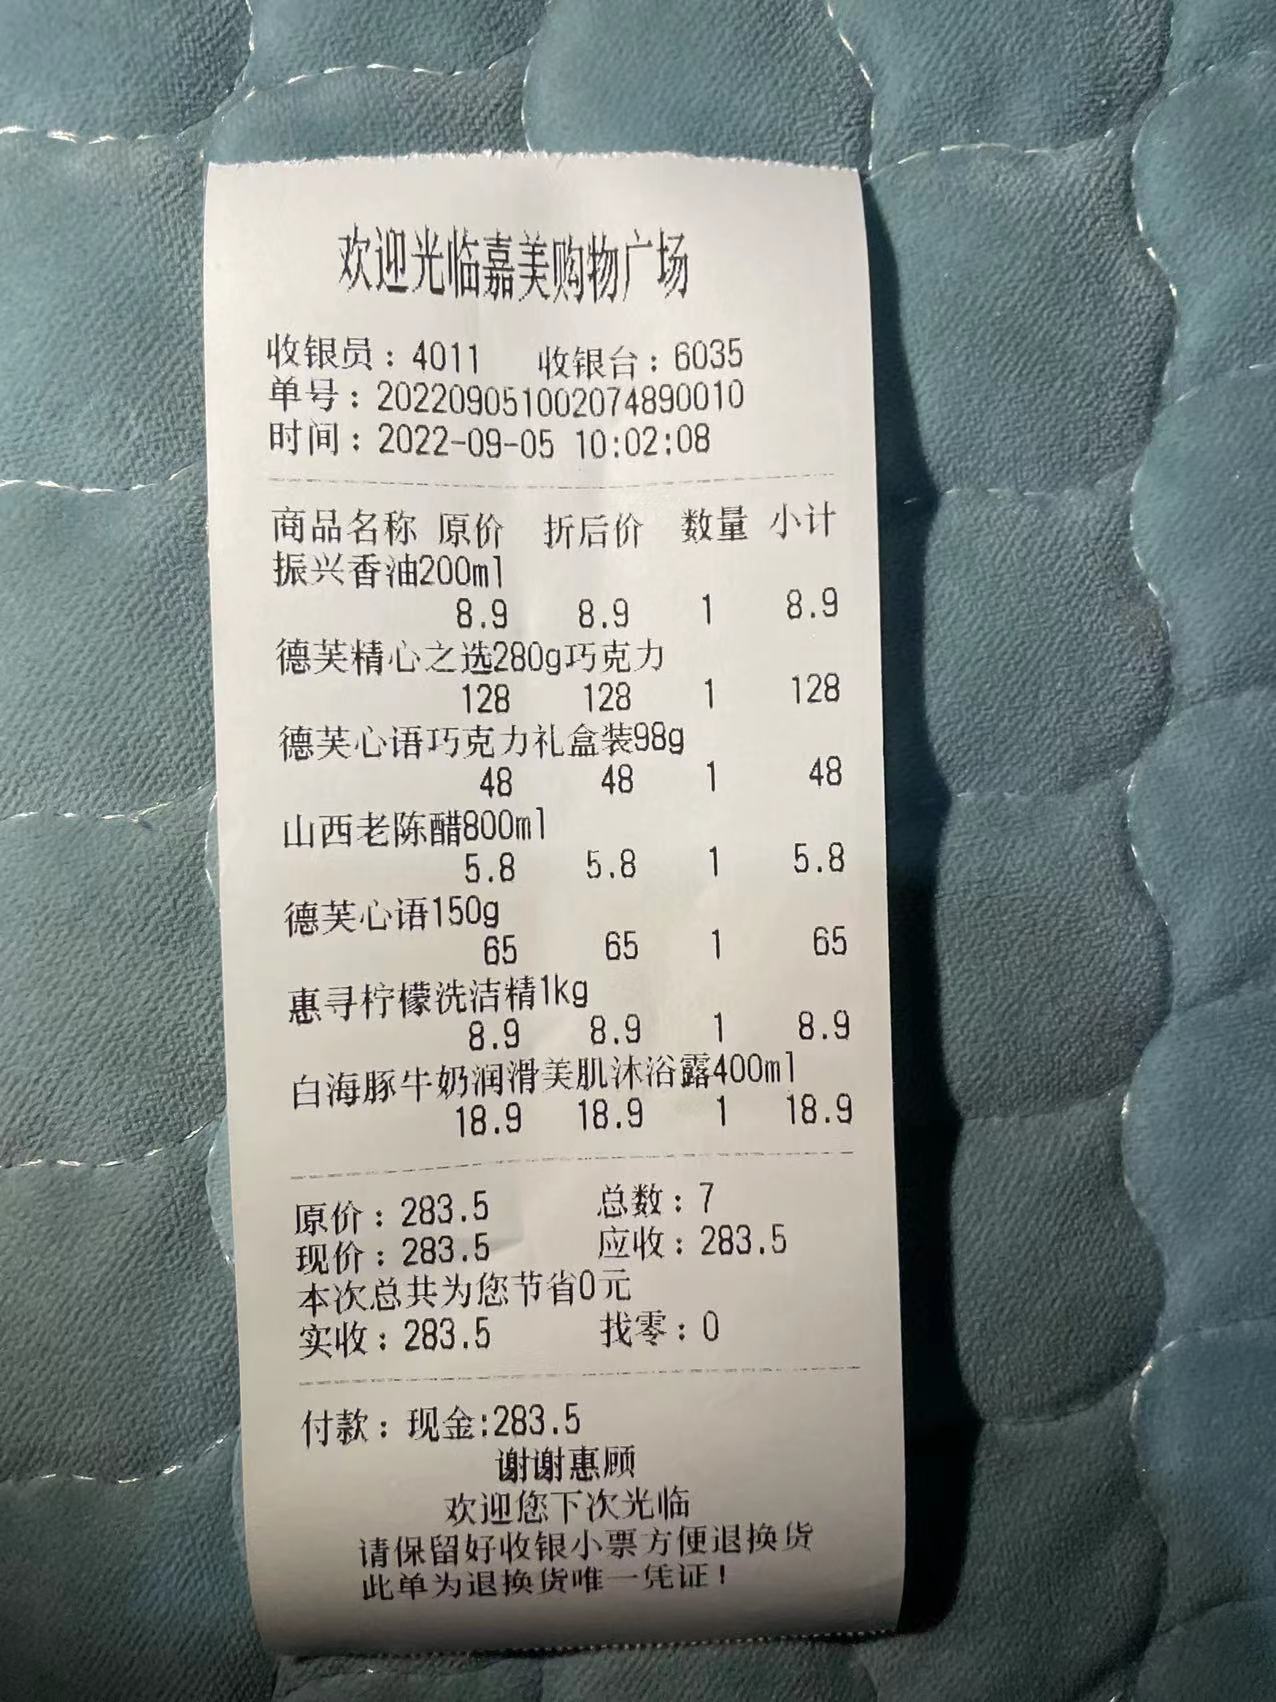 欢迎光临嘉美购物广场
收银员：4011 收银台：6035
单号：202209051002074890010
时间：2022-09-05 10:02:08
商品名称 原价 折后价 数量 小计
振兴香油200ml
8.9 8.9 1 8.9
德芙精心之选280g巧克力
128 128 1 128
德芙心语巧克力礼盒装98g
48 48 1 48
山西老陈醋800ml
5.8 5.8 1 5.8
德芙心语150g
65 65 1 65
惠寻柠檬洗洁精1kg
8.9 8.9 1 8.9
白海豚牛奶润滑美肌沐浴露400ml
18.9 18.9 1 18.9
原价：283.5 总数：7
现价：283.5 应收：283.5
本次总共为您节省0元
实收：283.5 找零：0
付款：现金:283.5
谢谢惠顾
欢迎您下次光临
请保留好收银小票方便退换货
此单为退换货唯一凭证！